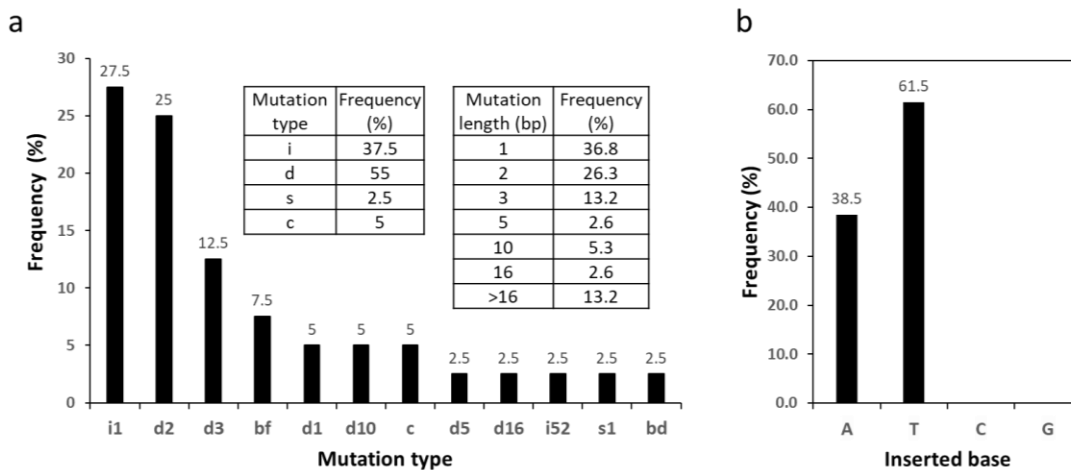 a
30
25
20
15
10
5
0
Frequency (%)
27.5
25
12.5
7.5
5
5
5
2.5
2.5
2.5
2.5
2.5
i1 d2 d3 bf d1 d10 c d5 d16 i52 s1 bd
Mutation type
Mutation type Frequency (%)
i 37.5
d 55
s 2.5
c 5
Mutation length (bp) Frequency (%)
1 36.8
2 26.3
3 13.2
5 2.6
10 5.3
16 2.6
>16 13.2
b
70.0
60.0
50.0
40.0
30.0
20.0
10.0
0.0
Frequency (%)
38.5
61.5
A T C G
Inserted base